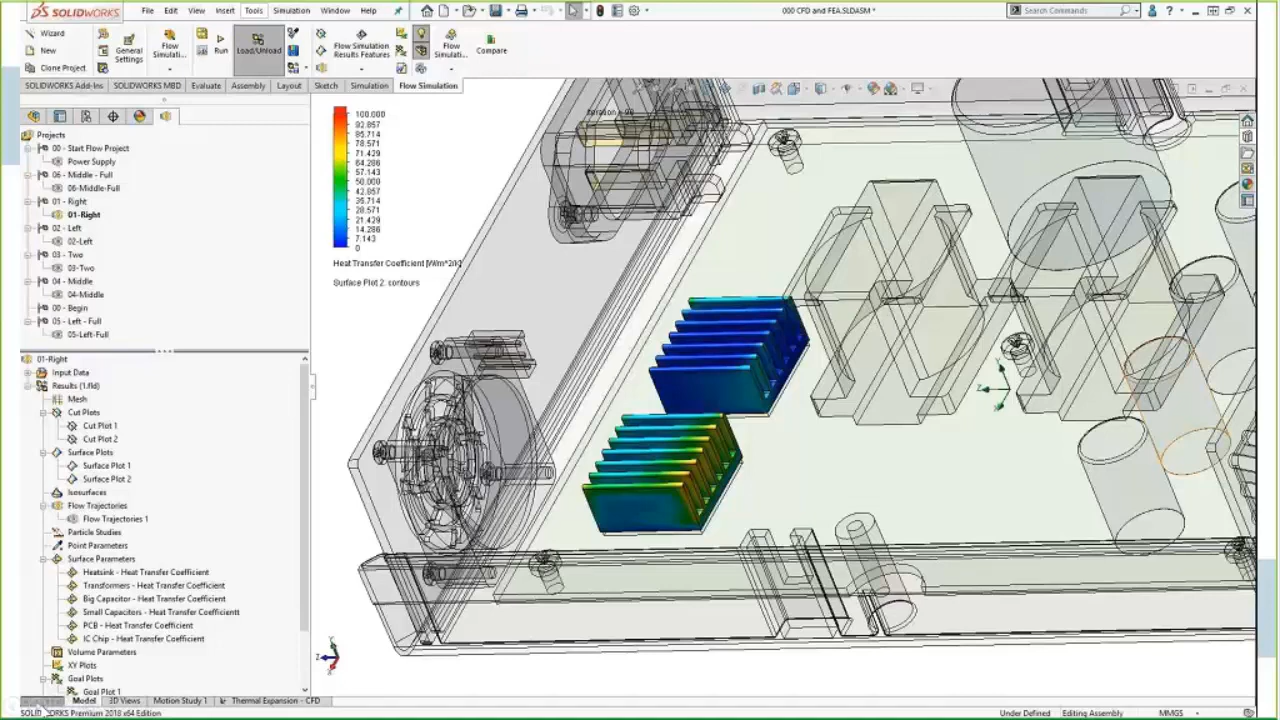 SOLIDWORKS File Edit View Insert Tools Simulation Window Help 000 CFD and FEA.SLDASM * Search Commands
Wizard
New
Clone Project
General Settings
Flow Simulati...
Run
Load/Unload
Flow Simulation Results Features
Flow Simulati...
Compare
SOLIDWORKS Add-Ins SOLIDWORKS MBD Evaluate Assembly Layout Sketch Simulation Flow Simulation
Projects
00 - Start Flow Project
Power Supply
06 - Middle - Full
06-Middle-Full
01 - Right
01-Right
02 - Left
02-Left
03 - Two
03-Two
04 - Middle
04-Middle
00 - Begin
05 - Left - Full
05-Left-Full
01-Right
Input Data
Results (1.fld)
Mesh
Cut Plots
Cut Plot 1
Cut Plot 2
Surface Plots
Surface Plot 1
Surface Plot 2
Isosurfaces
Flow Trajectories
Flow Trajectories 1
Particle Studies
Point Parameters
Surface Parameters
Heatsink - Heat Transfer Coefficient
Transformers - Heat Transfer Coefficient
Big Capacitor - Heat Transfer Coefficient
Small Capacitors - Heat Transfer Coefficientt
PCB - Heat Transfer Coefficient
IC Chip - Heat Transfer Coefficient
Volume Parameters
XY Plots
Goal Plots
Goal Plot 1
100.000
92.857
85.714
78.571
71.429
64.286
57.143
50.000
42.857
35.714
28.571
21.429
14.286
7.143
0
Heat Transfer Coefficient [W/m^2/K]
Surface Plot 2: contours
Model 3D Views Motion Study 1 Thermal Expansion - CFD
SOLIDWORKS Premium 2018 x64 Edition Under Defined Editing Assembly MMGS